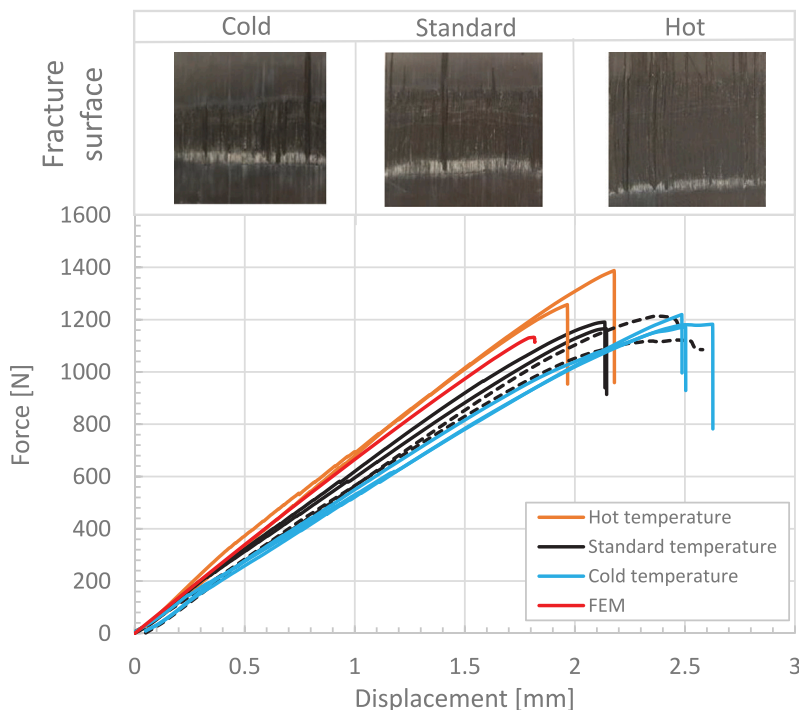 Cold Standard Hot
Fracture
surface
1600
1400
1200
1000
800
600
400
200
0
Force [N]
Hot temperature
Standard temperature
Cold temperature
FEM
0 0.5 1 1.5 2 2.5 3
Displacement [mm]